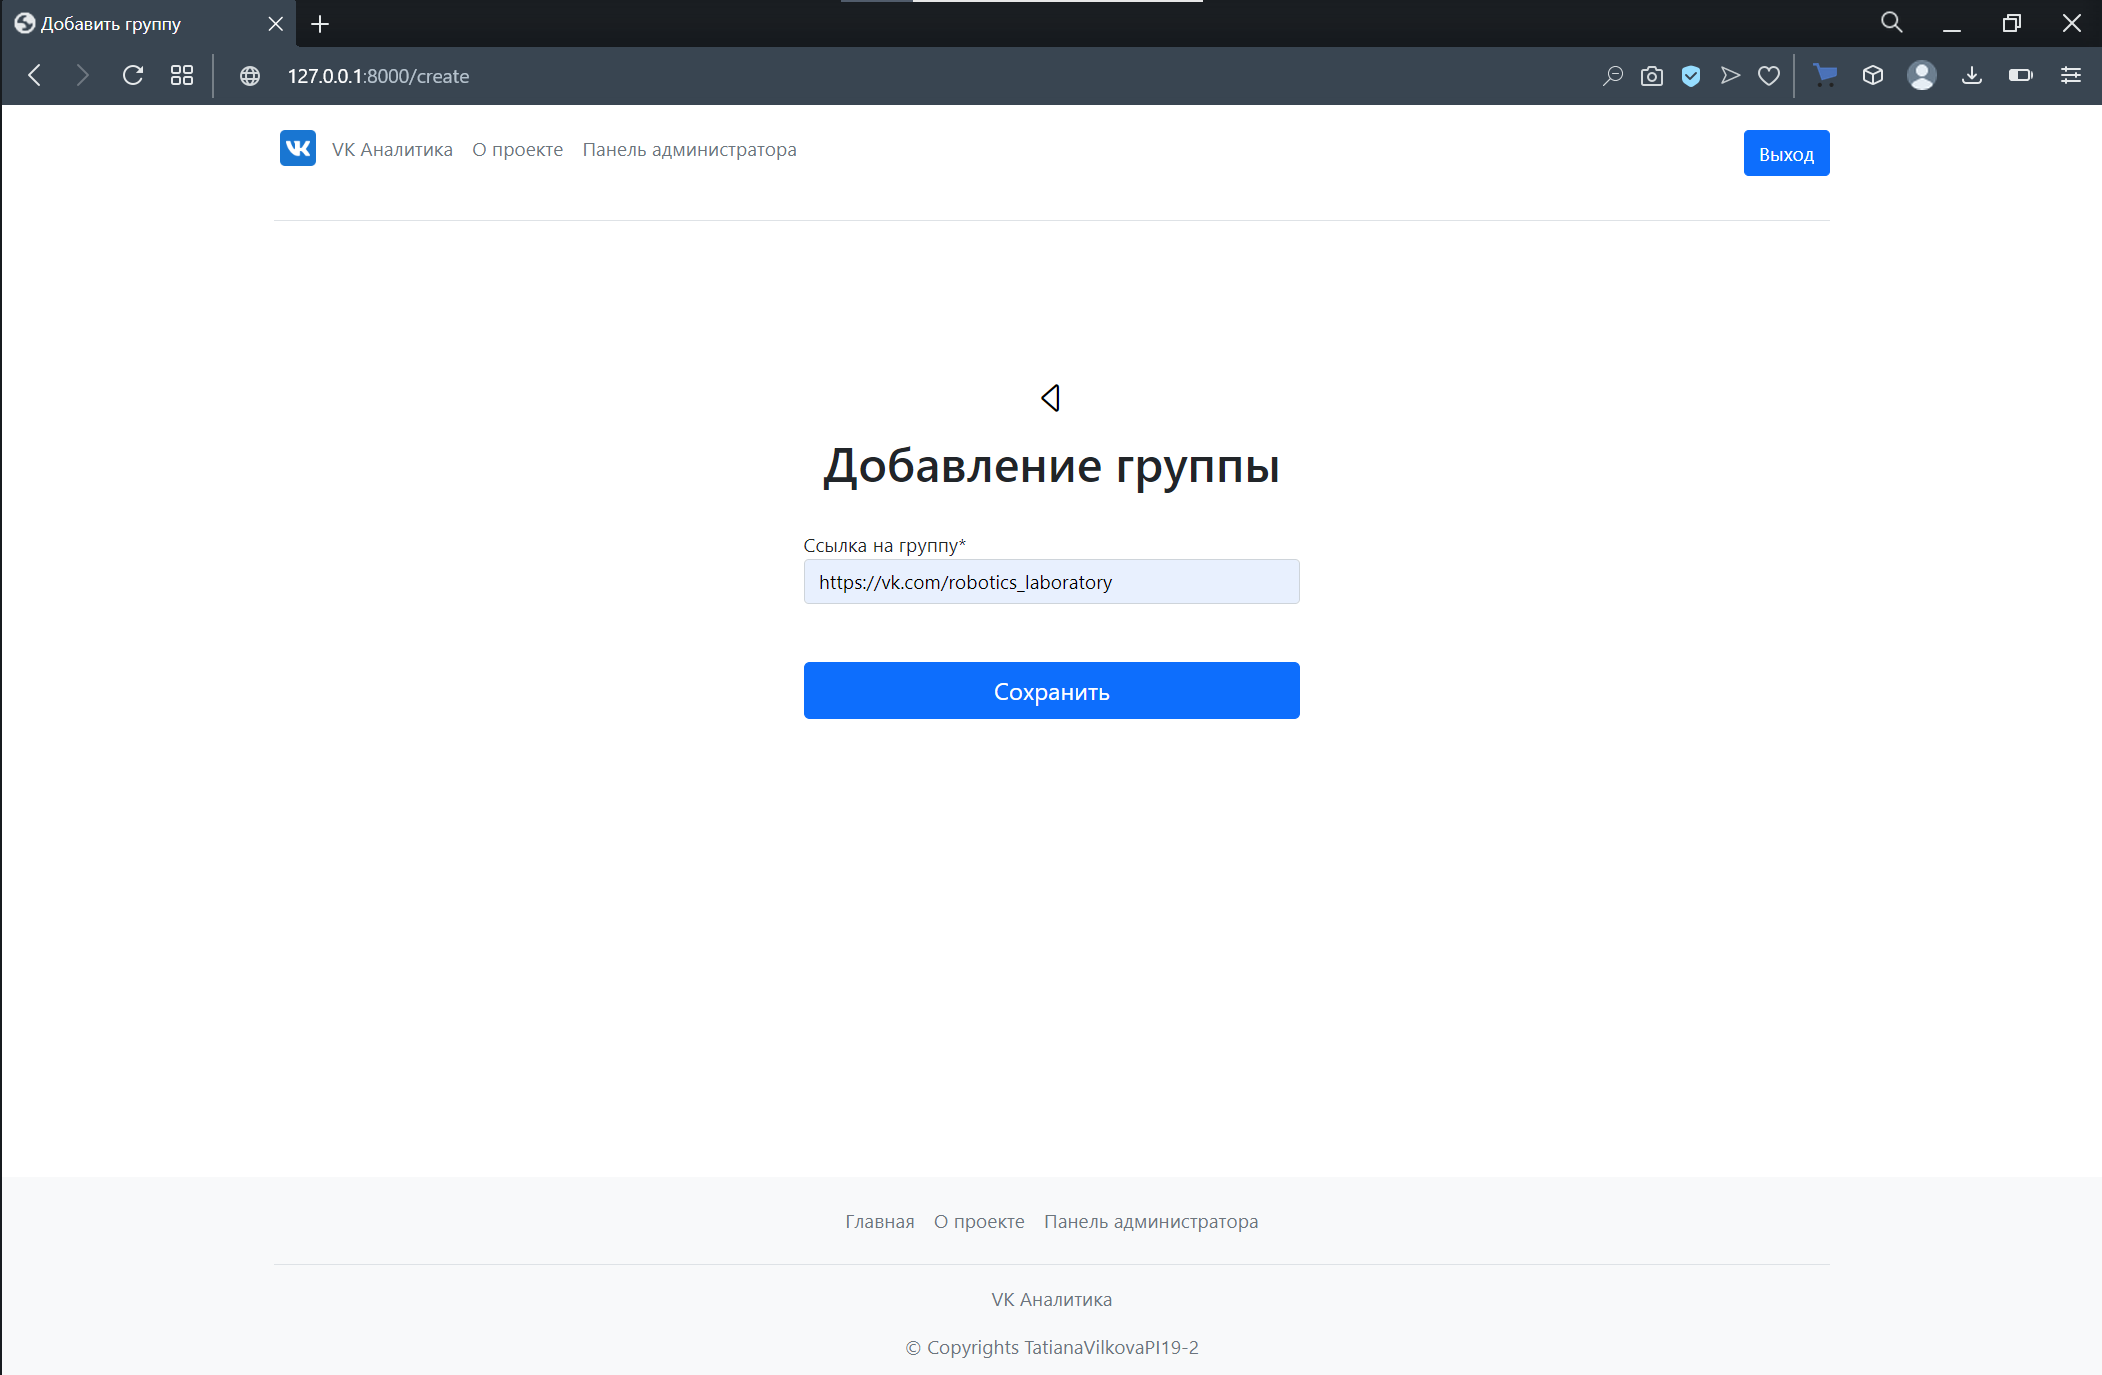 Добавить группу
127.0.0.1:8000/create
VK Аналитика О проекте Панель администратора
Выход
Добавление группы
Ссылка на группу*
https://vk.com/robotics_laboratory
Сохранить
Главная О проекте Панель администратора
VK Аналитика
© Copyrights TatianaVilkovaPI19-2